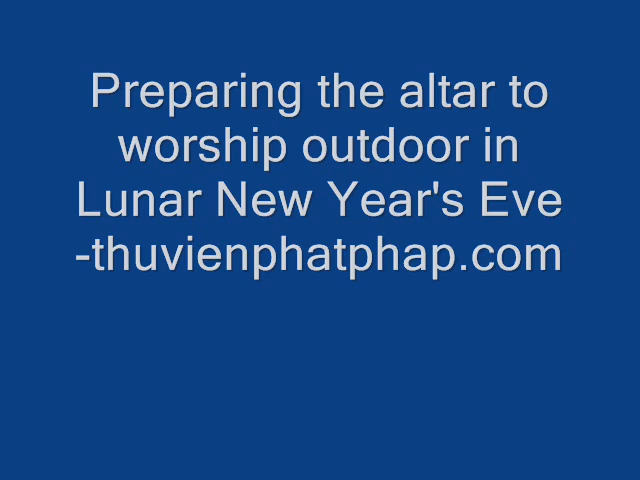 Preparing the altar to
worship outdoor in
Lunar New Year's Eve
-thuvienphatphap.com